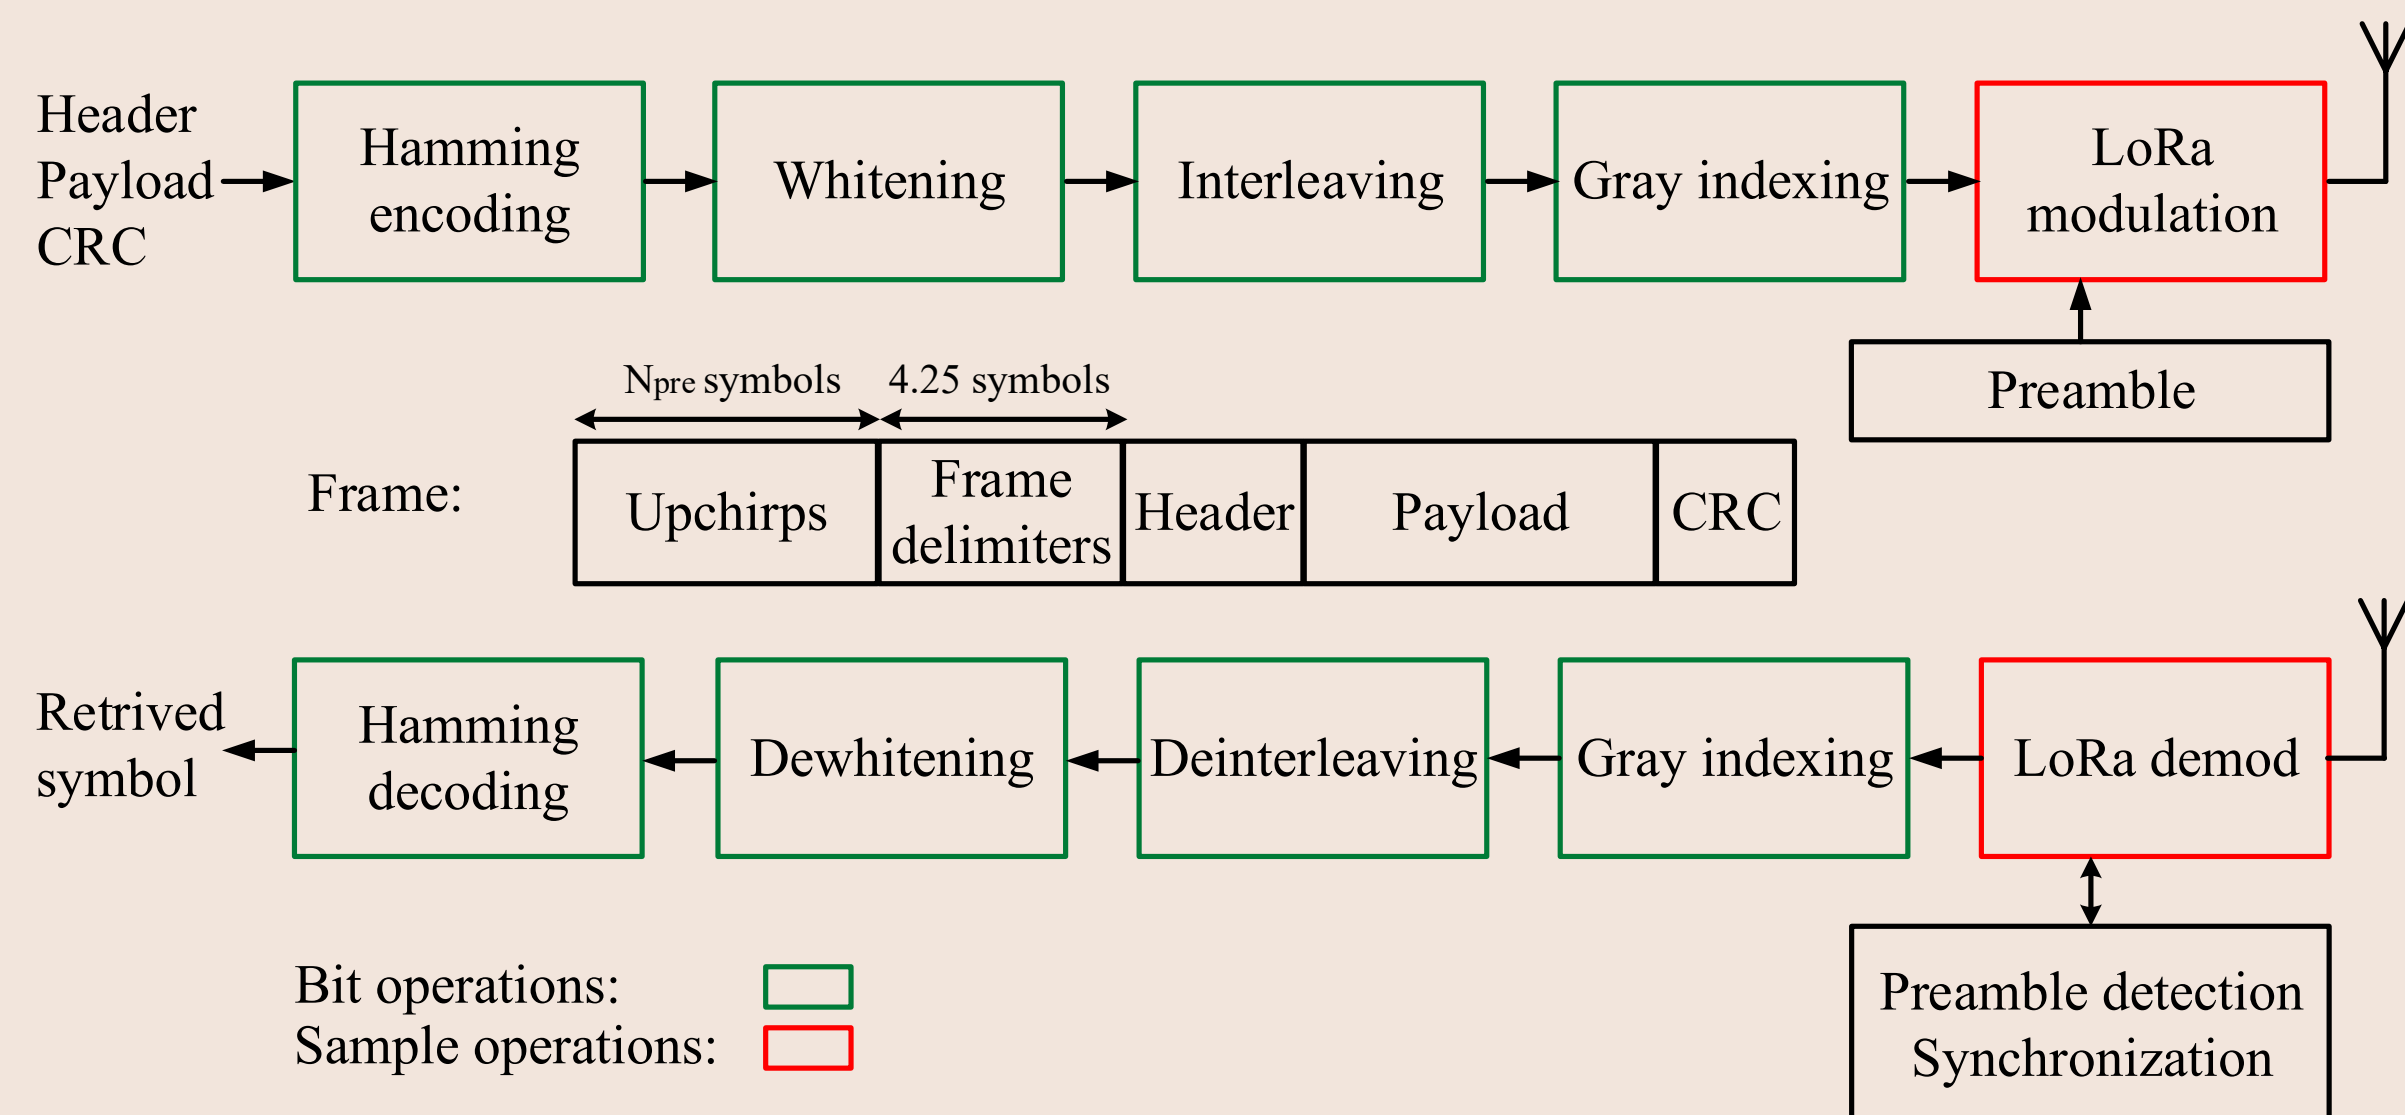 Header
Payload
CRC
Hamming
encoding
Whitening
Interleaving
Gray indexing
LoRa
modulation
Preamble
Npre symbols
4.25 symbols
Frame:
Upchirps
Frame
delimiters
Header
Payload
CRC
Retrived
symbol
Hamming
decoding
Dewhitening
Deinterleaving
Gray indexing
LoRa demod
Preamble detection
Synchronization
Bit operations:
Sample operations: